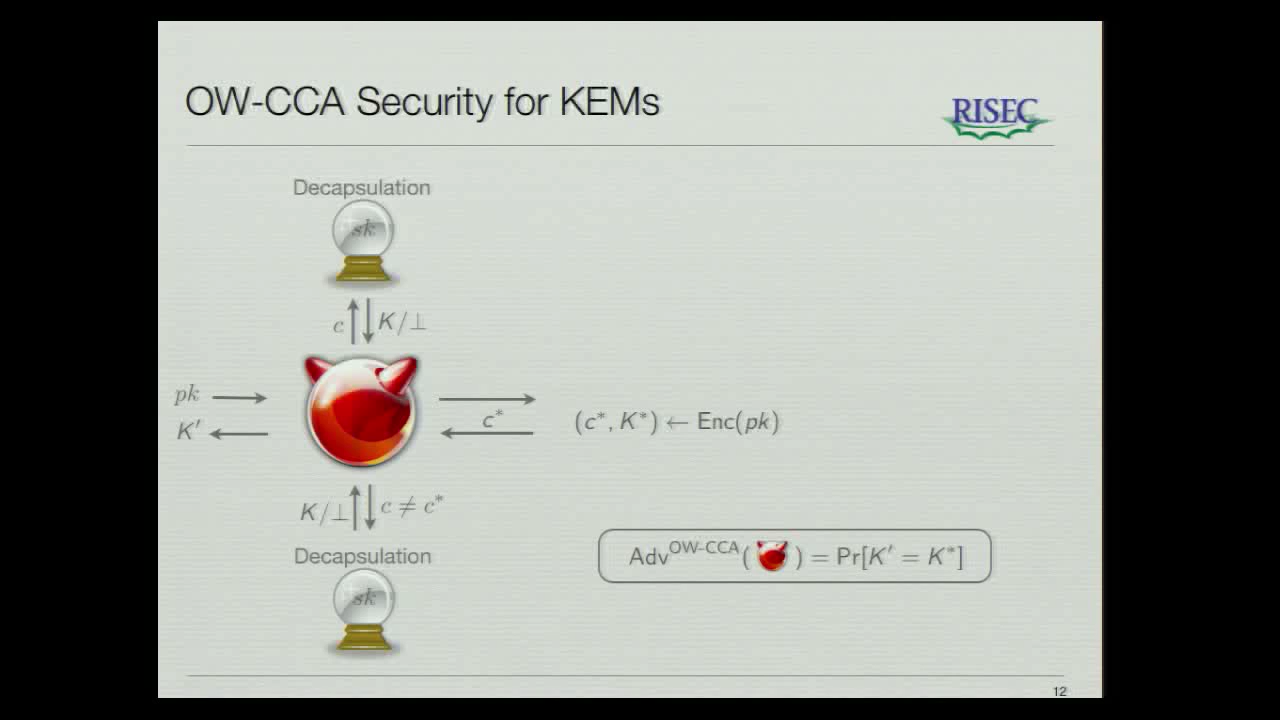 OW-CCA Security for KEMs
RISEC
Decapsulation
sk
c
K/⊥
pk
K′
c*
(c*, K*) ← Enc(pk)
K/⊥
c ≠ c*
Decapsulation
sk
Adv^OW-CCA( ) = Pr[K′ = K*]
12